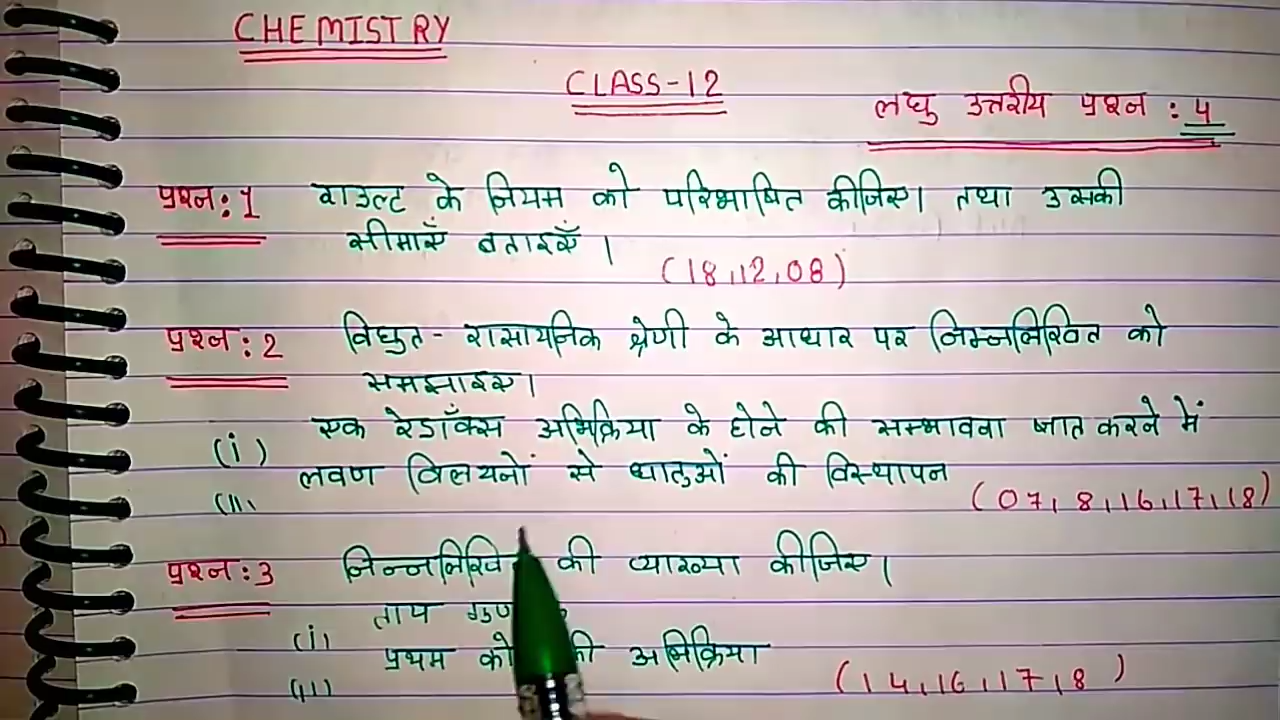 CHEMISTRY
CLASS-12
लघु उत्तरीय प्रश्न : 4
प्रश्न: 1 राउल्ट के नियम को परिभाषित कीजिए। तथा उसकी
सीमाएँ बताइएँ।
(18,12,08)
प्रश्न: 2 विधुत- रासायनिक श्रेणी के आधार पर निम्नलिखित को
समझाइए।
(i) एक रेडॉक्स अभिक्रिया के होने की सम्भावना ज्ञात करने में
(ii) लवण विलयनों से धातुओं की विस्थापन
(07, 8,16,17,18)
प्रश्न: 3 की व्याख्या कीजिए।
(i) ताप
(ii) प्रथम की अभिक्रिया
(14,16,17,8)